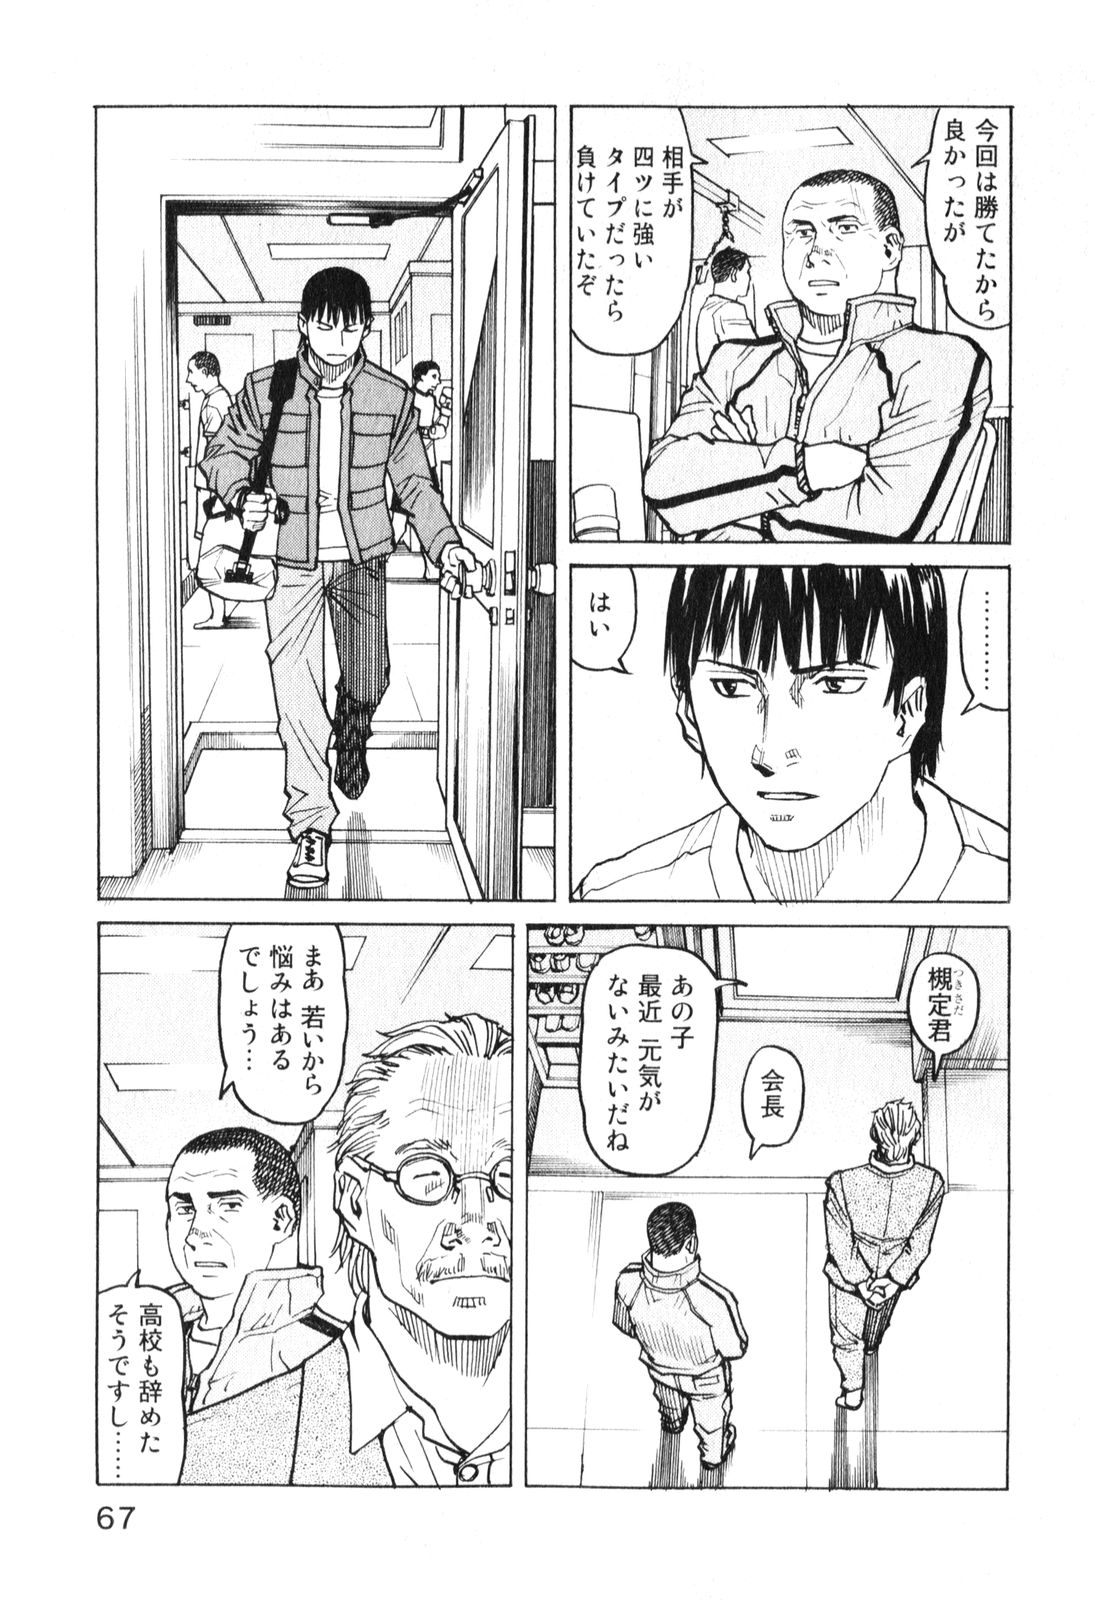 今回は勝てたから
良かったが
相手が
四ツに強い
タイプだったら
負けていたぞ
…………
はい
槻定君
つきさだ
会長
あの子
最近 元気が
ないみたいだね
まあ 若いから
悩みはある
でしょう…
高校も辞めた
そうですし……
67